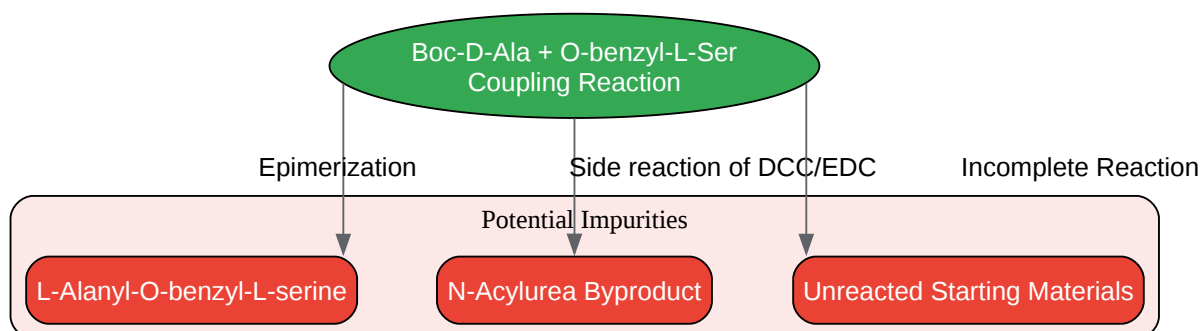 Boc-D-Ala + O-benzyl-L-Ser
Coupling Reaction
Epimerization
Side reaction of DCC/EDC
Incomplete Reaction
Potential Impurities
L-Alanyl-O-benzyl-L-serine
N-Acylurea Byproduct
Unreacted Starting Materials